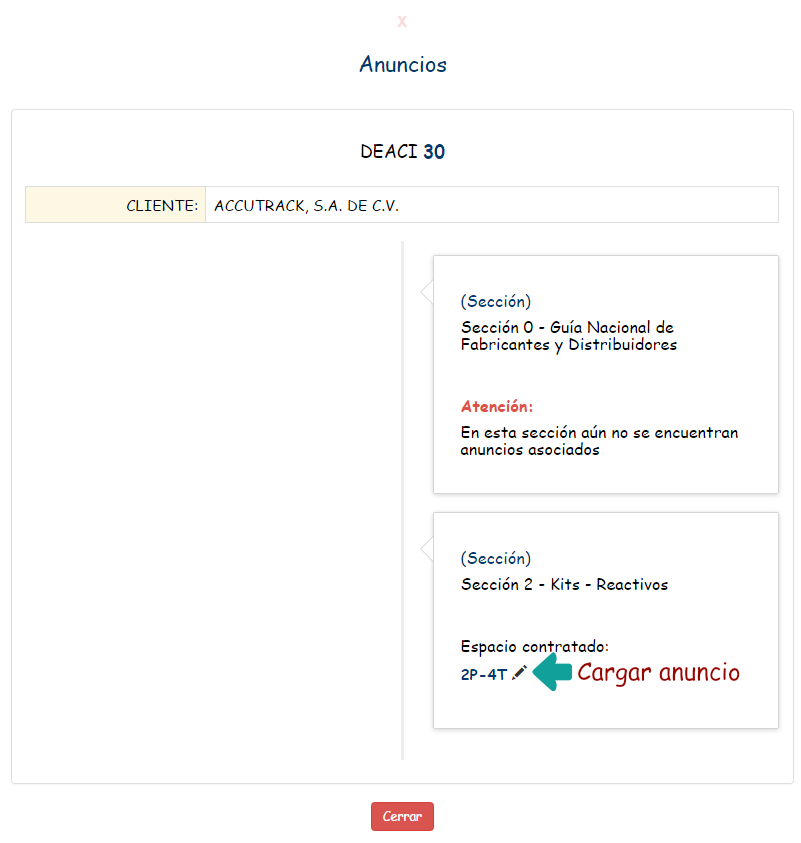 x
Anuncios
DEACI 30
CLIENTE: ACCUTRACK, S.A. DE C.V.
(Sección)
Sección 0 - Guía Nacional de
Fabricantes y Distribuidores
Atención:
En esta sección aún no se encuentran
anuncios asociados
(Sección)
Sección 2 - Kits - Reactivos
Espacio contratado:
2P-4T Cargar anuncio
Cerrar